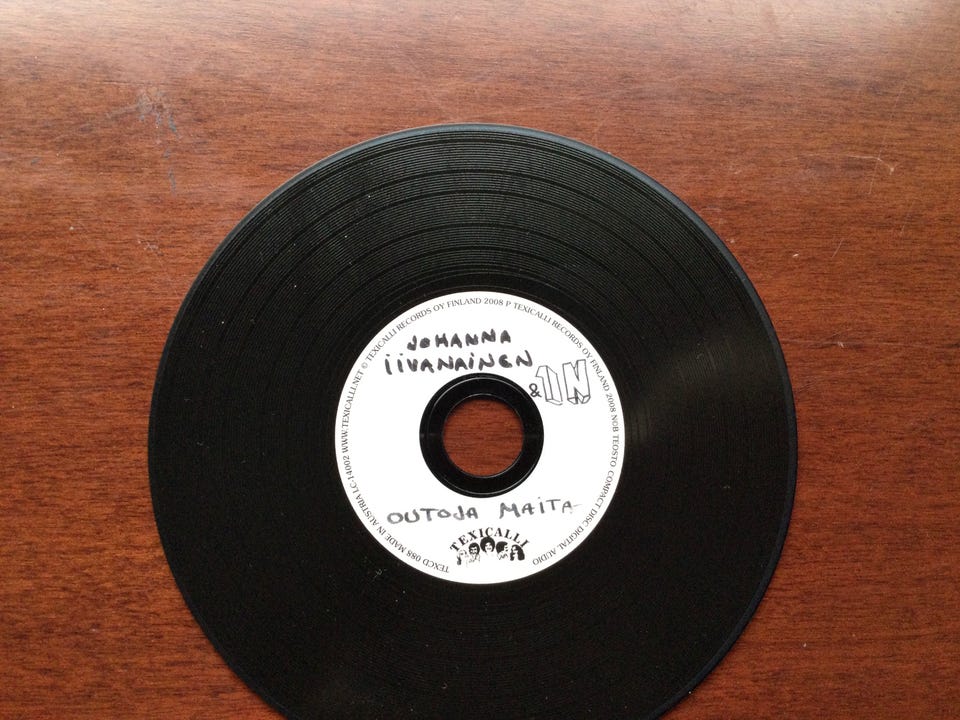 JOHANNA
IIVANAINEN
& 1N
OUTOJA MAITA
TEXICALLI
TEXCD 088 MADE IN AUSTRIA LC-14002 WWW.TEXICALLI.NET © TEXICALLI RECORDS OY FINLAND 2008 P TEXICALLI RECORDS OY FINLAND 2008 NCB TEOSTO COMPACT DISC DIGITAL AUDIO